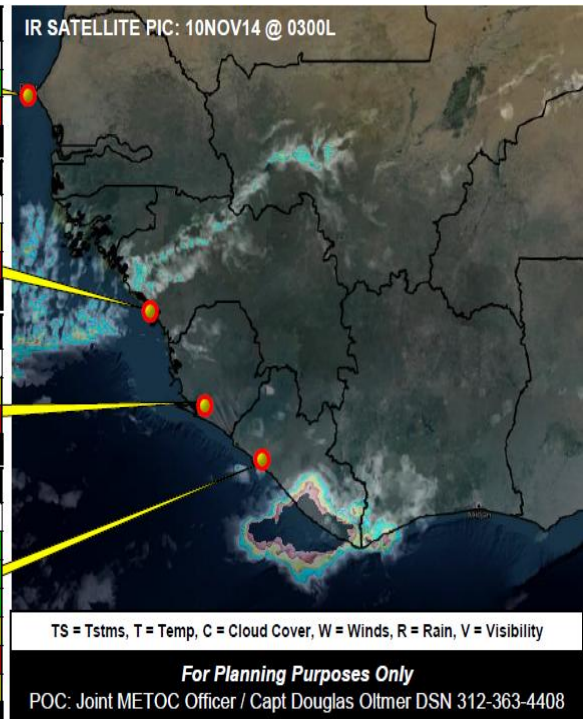 IR SATELLITE PIC: 10NOV14 @ 0300L
TS = Tstms, T = Temp, C = Cloud Cover, W = Winds, R = Rain, V = Visibility
For Planning Purposes Only
POC: Joint METOC Officer / Capt Douglas Oltmer DSN 312-363-4408